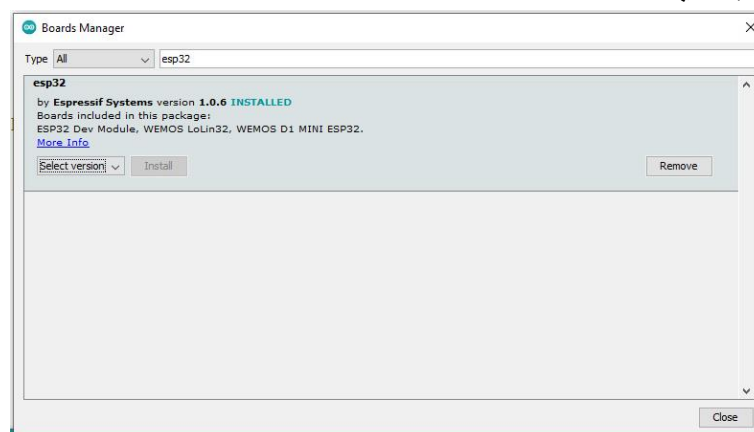 Boards Manager
Type All esp32
esp32
by Espressif Systems version 1.0.6 INSTALLED
Boards included in this package:
ESP32 Dev Module, WEMOS LoLin32, WEMOS D1 MINI ESP32.
More Info
Select version Install Remove
Close